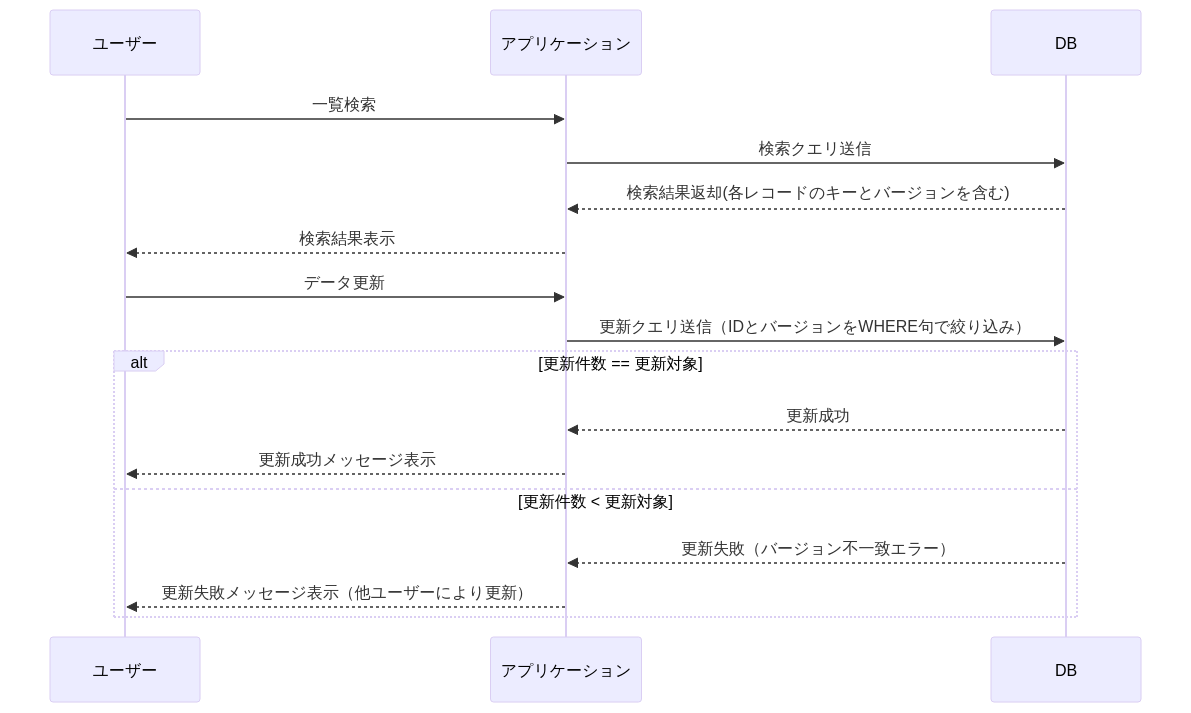 ユーザー
アプリケーション
DB
一覧検索
検索クエリ送信
検索結果返却(各レコードのキーとバージョンを含む)
検索結果表示
データ更新
更新クエリ送信（IDとバージョンをWHERE句で絞り込み）
alt
[更新件数 == 更新対象]
更新成功
更新成功メッセージ表示
[更新件数 < 更新対象]
更新失敗（バージョン不一致エラー）
更新失敗メッセージ表示（他ユーザーにより更新）
ユーザー
アプリケーション
DB